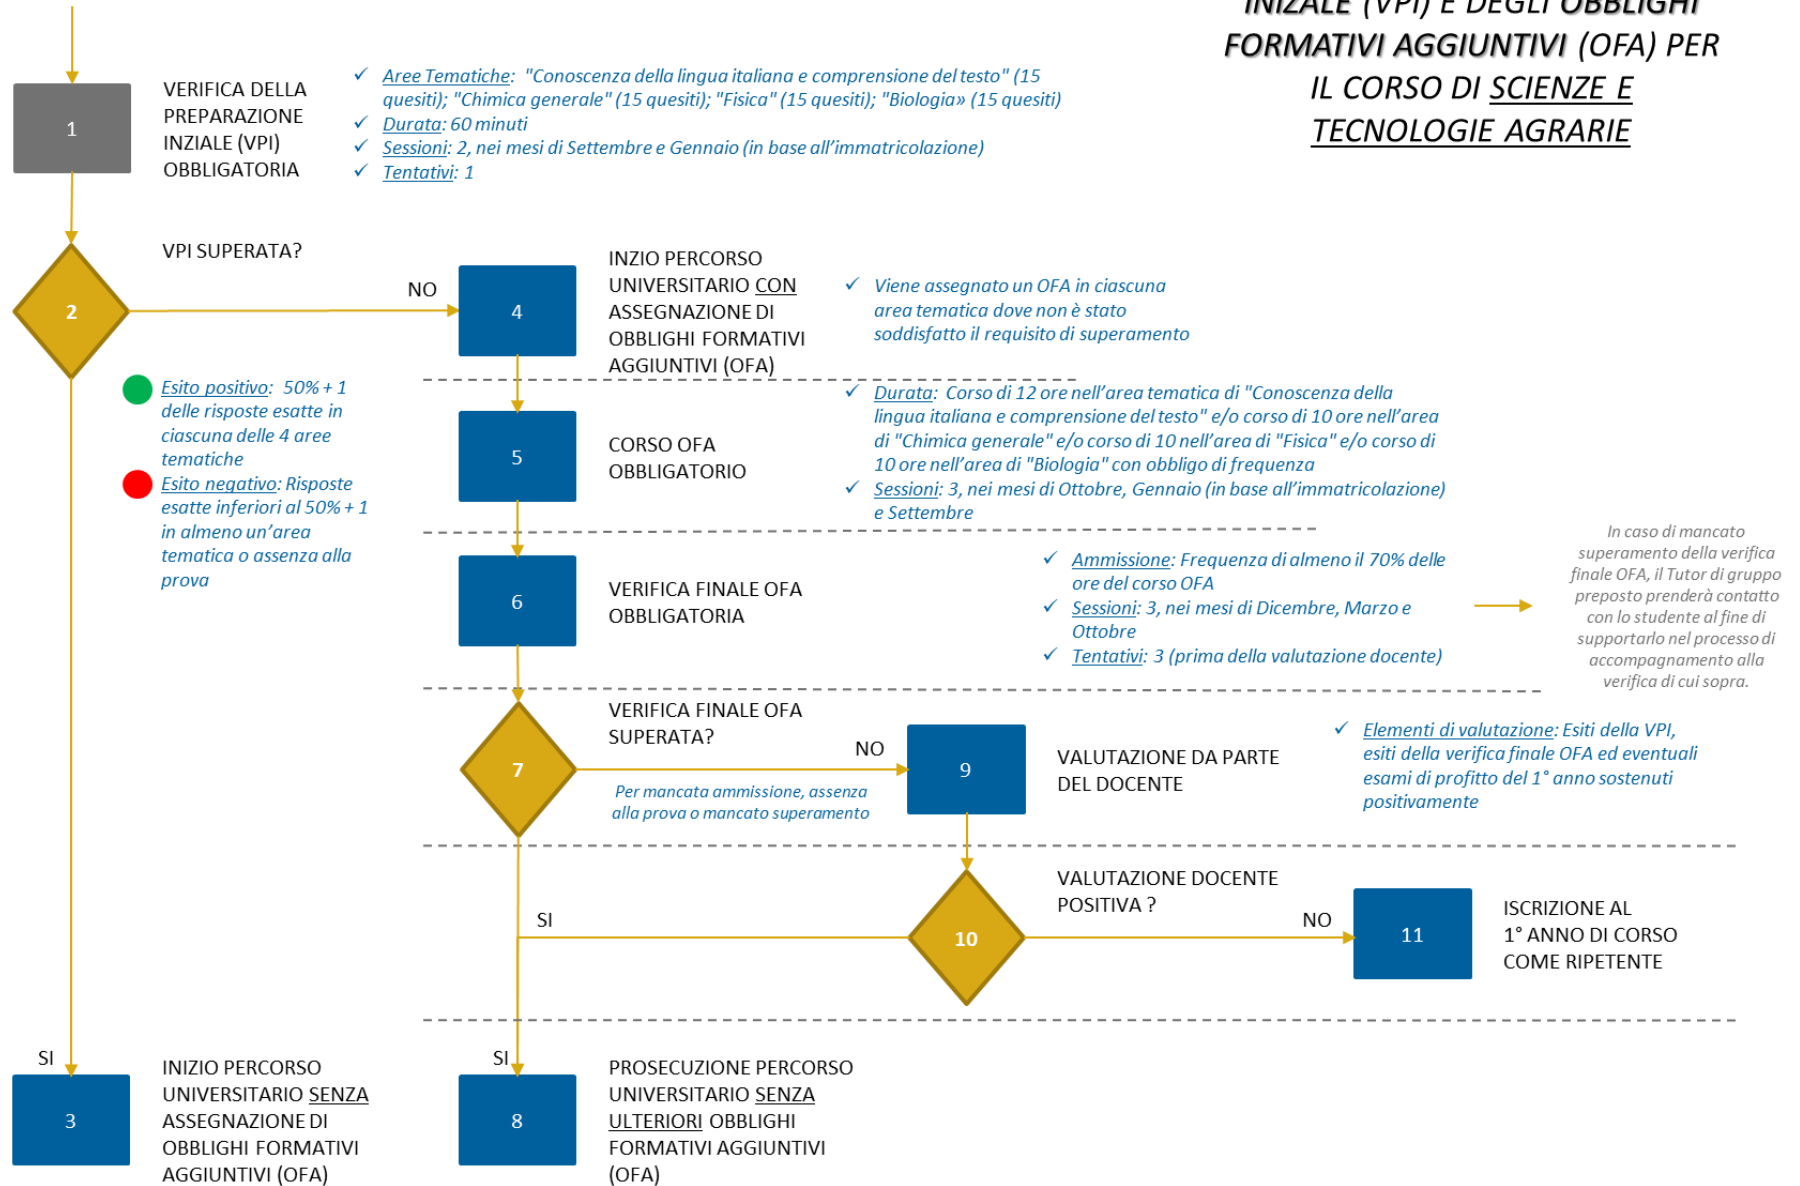 INIZALE (VPI) E DEGLI OBBLIGHI
FORMATIVI AGGIUNTIVI (OFA) PER
IL CORSO DI SCIENZE E
TECNOLOGIE AGRARIE
1
VERIFICA DELLA
PREPARAZIONE
INZIALE (VPI)
OBBLIGATORIA
✓ Aree Tematiche: "Conoscenza della lingua italiana e comprensione del testo" (15
quesiti); "Chimica generale" (15 quesiti); "Fisica" (15 quesiti); "Biologia» (15 quesiti)
✓ Durata: 60 minuti
✓ Sessioni: 2, nei mesi di Settembre e Gennaio (in base all'immatricolazione)
✓ Tentativi: 1
2
VPI SUPERATA?
NO
4
INZIO PERCORSO
UNIVERSITARIO CON
ASSEGNAZIONE DI
OBBLIGHI FORMATIVI
AGGIUNTIVI (OFA)
✓ Viene assegnato un OFA in ciascuna
area tematica dove non è stato
soddisfatto il requisito di superamento
Esito positivo: 50% + 1
delle risposte esatte in
ciascuna delle 4 aree
tematiche
Esito negativo: Risposte
esatte inferiori al 50% + 1
in almeno un'area
tematica o assenza alla
prova
5
CORSO OFA
OBBLIGATORIO
✓ Durata: Corso di 12 ore nell'area tematica di "Conoscenza della
lingua italiana e comprensione del testo" e/o corso di 10 ore nell'area
di "Chimica generale" e/o corso di 10 nell'area di "Fisica" e/o corso di
10 ore nell'area di "Biologia" con obbligo di frequenza
✓ Sessioni: 3, nei mesi di Ottobre, Gennaio (in base all'immatricolazione)
e Settembre
6
VERIFICA FINALE OFA
OBBLIGATORIA
✓ Ammissione: Frequenza di almeno il 70% delle
ore del corso OFA
✓ Sessioni: 3, nei mesi di Dicembre, Marzo e
Ottobre
✓ Tentativi: 3 (prima della valutazione docente)
In caso di mancato
superamento della verifica
finale OFA, il Tutor di gruppo
preposto prenderà contatto
con lo studente al fine di
supportarlo nel processo di
accompagnamento alla
verifica di cui sopra.
7
VERIFICA FINALE OFA
SUPERATA?
NO
Per mancata ammissione, assenza
alla prova o mancato superamento
9
VALUTAZIONE DA PARTE
DEL DOCENTE
✓ Elementi di valutazione: Esiti della VPI,
esiti della verifica finale OFA ed eventuali
esami di profitto del 1° anno sostenuti
positivamente
10
VALUTAZIONE DOCENTE
POSITIVA ?
SI
NO
11
ISCRIZIONE AL
1° ANNO DI CORSO
COME RIPETENTE
SI
3
INIZIO PERCORSO
UNIVERSITARIO SENZA
ASSEGNAZIONE DI
OBBLIGHI FORMATIVI
AGGIUNTIVI (OFA)
SI
8
PROSECUZIONE PERCORSO
UNIVERSITARIO SENZA
ULTERIORI OBBLIGHI
FORMATIVI AGGIUNTIVI
(OFA)